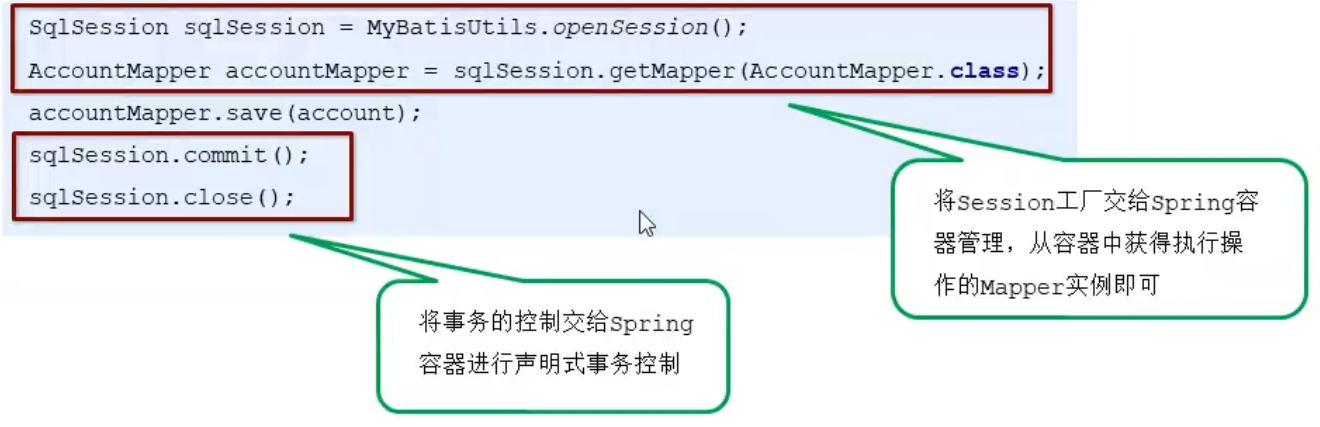 SqlSession sqlSession = MyBatisUtils.openSession();
AccountMapper accountMapper = sqlSession.getMapper(AccountMapper.class);
accountMapper.save(account);
sqlSession.commit();
sqlSession.close();
将Session工厂交给Spring容
器管理，从容器中获得执行操
作的Mapper实例即可
将事务的控制交给Spring
容器进行声明式事务控制